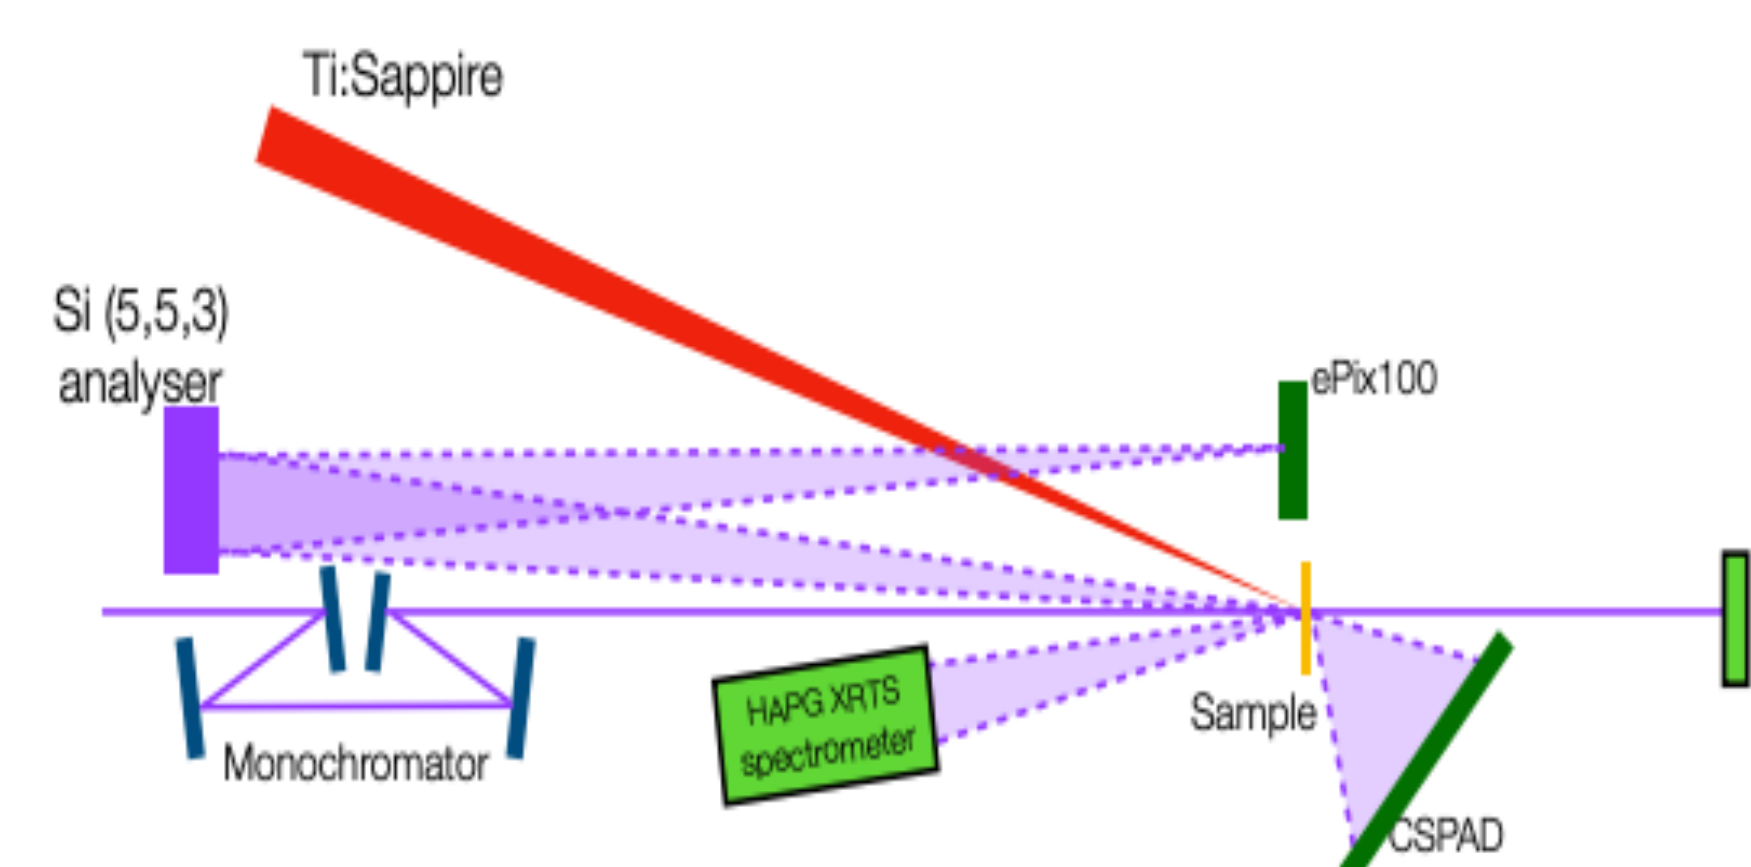 Ti:Sappire
Si (5,5,3)
analyser
ePix100
HAPG XRTS
spectrometer
Sample
Monochromator
CSPAD